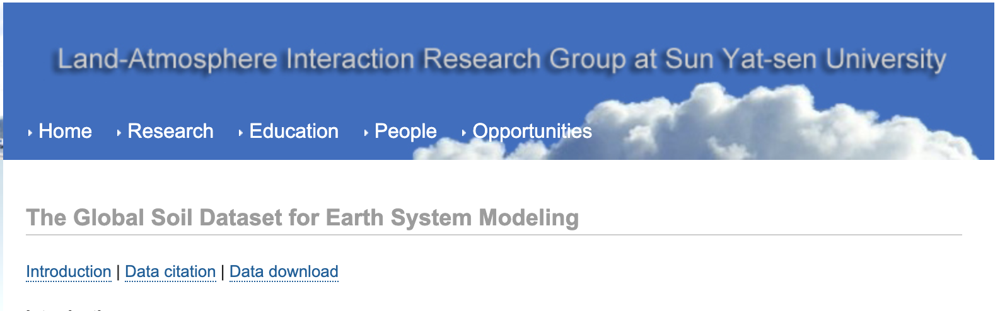 Land-Atmosphere Interaction Research Group at Sun Yat-sen University
Home Research Education People Opportunities
The Global Soil Dataset for Earth System Modeling
Introduction | Data citation | Data download